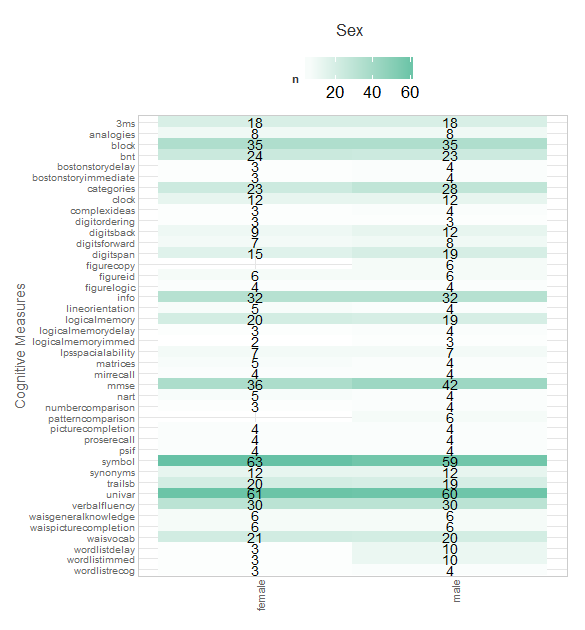 Sex
n
20 40 60
Cognitive Measures
3ms 18 18
analogies 8 8
block 35 35
bnt 24 23
bostonstorydelay 3 4
bostonstoryimmediate 3 4
categories 23 28
clock 12 12
complexideas 3 4
digitordering 3 3
digitsback 9 12
digitsforward 7 8
digitspan 15 19
figurecopy 6
figureid 6 6
figurelogic 4 4
info 32 32
lineorientation 5 4
logicalmemory 20 19
logicalmemorydelay 3 4
logicalmemoryimmed 2 3
lpsspacialability 7 7
matrices 5 4
mirrecall 4 4
mmse 36 42
nart 5 4
numbercomparison 3 4
patterncomparison 6
picturecompletion 4 4
proserecall 4 4
psif 4 4
symbol 63 59
synonyms 12 12
trailsb 20 19
univar 61 60
verbalfluency 30 30
waisgeneralknowledge 6 6
waispicturecompletion 6 6
waisvocab 21 20
wordlistdelay 3 10
wordlistimmed 3 10
wordlistrecog 3 4
female male